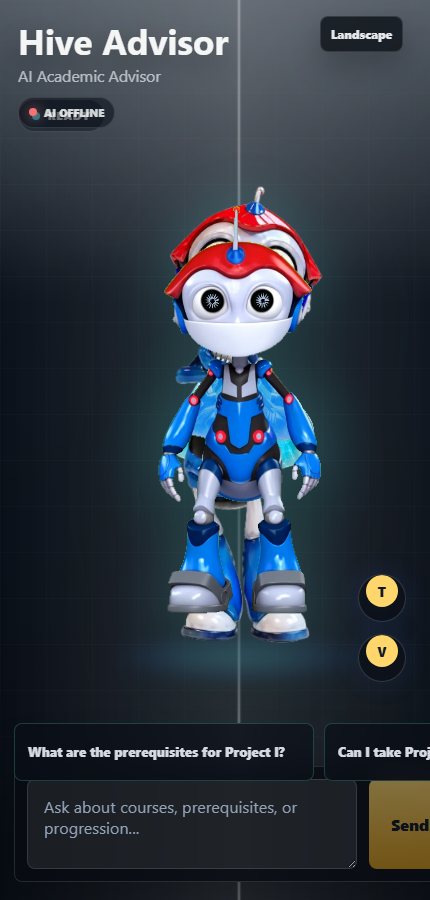 Hive Advisor
Landscape
AI Academic Advisor
AI OFFLINE
READY
T
V
What are the prerequisites for Project I?
Can I take Proj
Ask about courses, prerequisites, or
progression...
Send